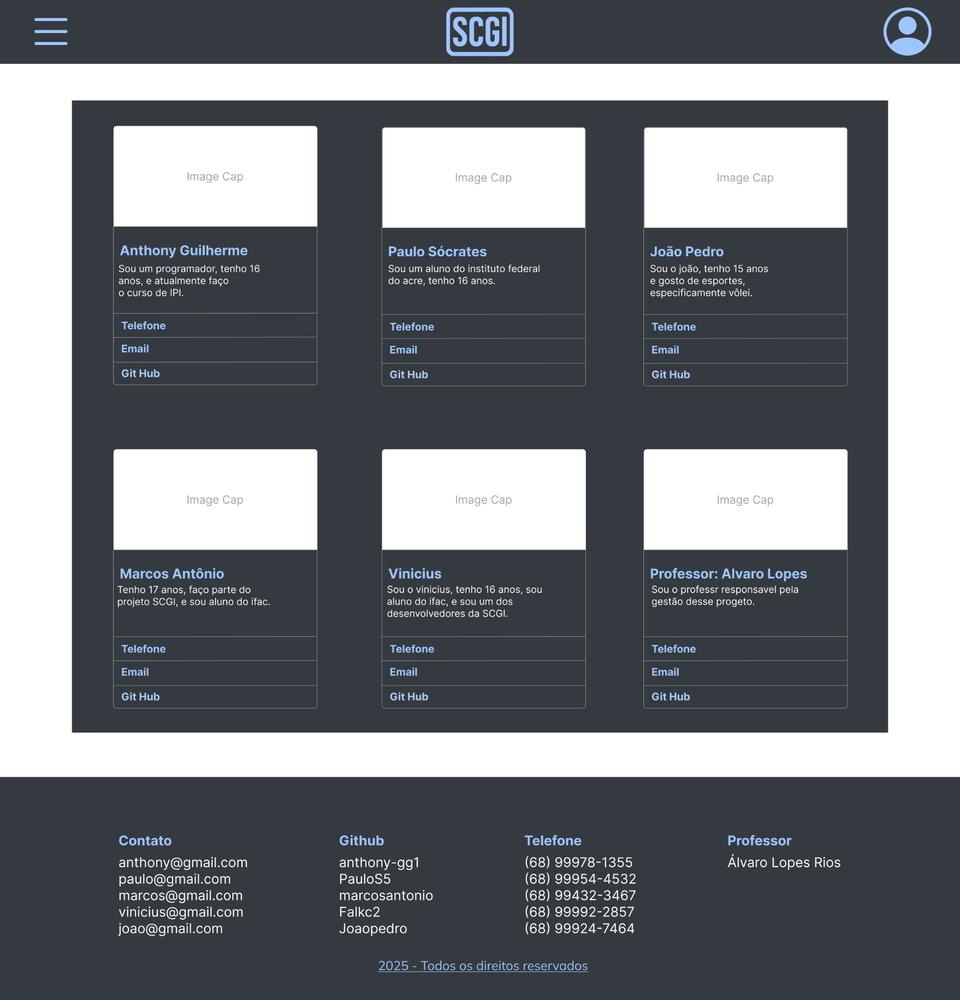 SCGI
Image Cap
Anthony Guilherme
Sou um programador, tenho 16
anos, e atualmente faço
o curso de IPI.
Telefone
Email
Git Hub
Image Cap
Paulo Sócrates
Sou um aluno do instituto federal
do acre, tenho 16 anos.
Telefone
Email
Git Hub
Image Cap
João Pedro
Sou o joão, tenho 15 anos
e gosto de esportes,
especificamente vôlei.
Telefone
Email
Git Hub
Image Cap
Marcos Antônio
Tenho 17 anos, faço parte do
projeto SCGI, e sou aluno do ifac.
Telefone
Email
Git Hub
Image Cap
Vinicius
Sou o vinicius, tenho 16 anos, sou
aluno do ifac, e sou um dos
desenvolvedores da SCGI.
Telefone
Email
Git Hub
Image Cap
Professor: Alvaro Lopes
Sou o professr responsavel pela
gestão desse progeto.
Telefone
Email
Git Hub
Contato
anthony@gmail.com
paulo@gmail.com
marcos@gmail.com
vinicius@gmail.com
joao@gmail.com
Github
anthony-gg1
PauloS5
marcosantonio
Falkc2
Joaopedro
Telefone
(68) 99978-1355
(68) 99954-4532
(68) 99432-3467
(68) 99992-2857
(68) 99924-7464
Professor
Álvaro Lopes Rios
2025 - Todos os direitos reservados